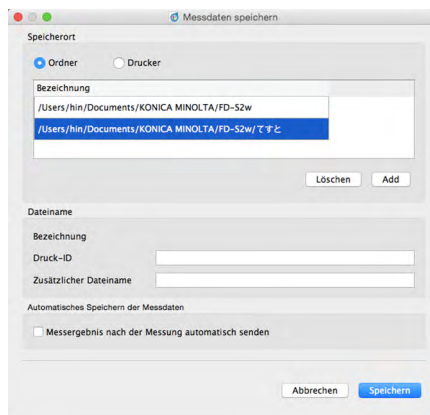 Messdaten speichern
Speicherort
Ordner Drucker
Bezeichnung
/Users/hin/Documents/KONICA MINOLTA/FD-S2w
/Users/hin/Documents/KONICA MINOLTA/FD-S2w/てすと
Löschen Add
Dateiname
Bezeichnung
Druck-ID
Zusätzlicher Dateiname
Automatisches Speichern der Messdaten
Messergebnis nach der Messung automatisch senden
Abbrechen Speichern